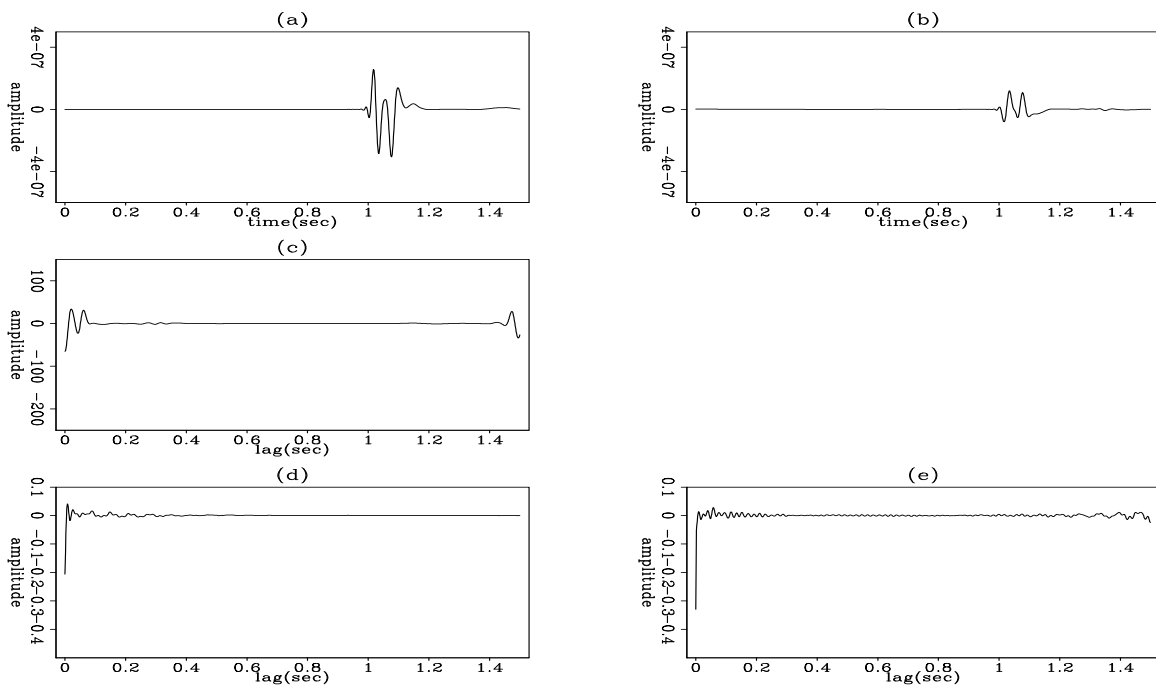 (a)
4e-07
0
-4e-07
amplitude
0 0.2 0.4 0.6 0.8 1 1.2 1.4
time(sec)
(b)
4e-07
0
-4e-07
amplitude
0 0.2 0.4 0.6 0.8 1 1.2 1.4
time(sec)
(c)
100
0
-100
-200
amplitude
0 0.2 0.4 0.6 0.8 1 1.2 1.4
lag(sec)
(d)
0.1
0
-0.1
-0.2
-0.3
-0.4
amplitude
0 0.2 0.4 0.6 0.8 1 1.2 1.4
lag(sec)
(e)
0.1
0
-0.1
-0.2
-0.3
-0.4
amplitude
0 0.2 0.4 0.6 0.8 1 1.2 1.4
lag(sec)